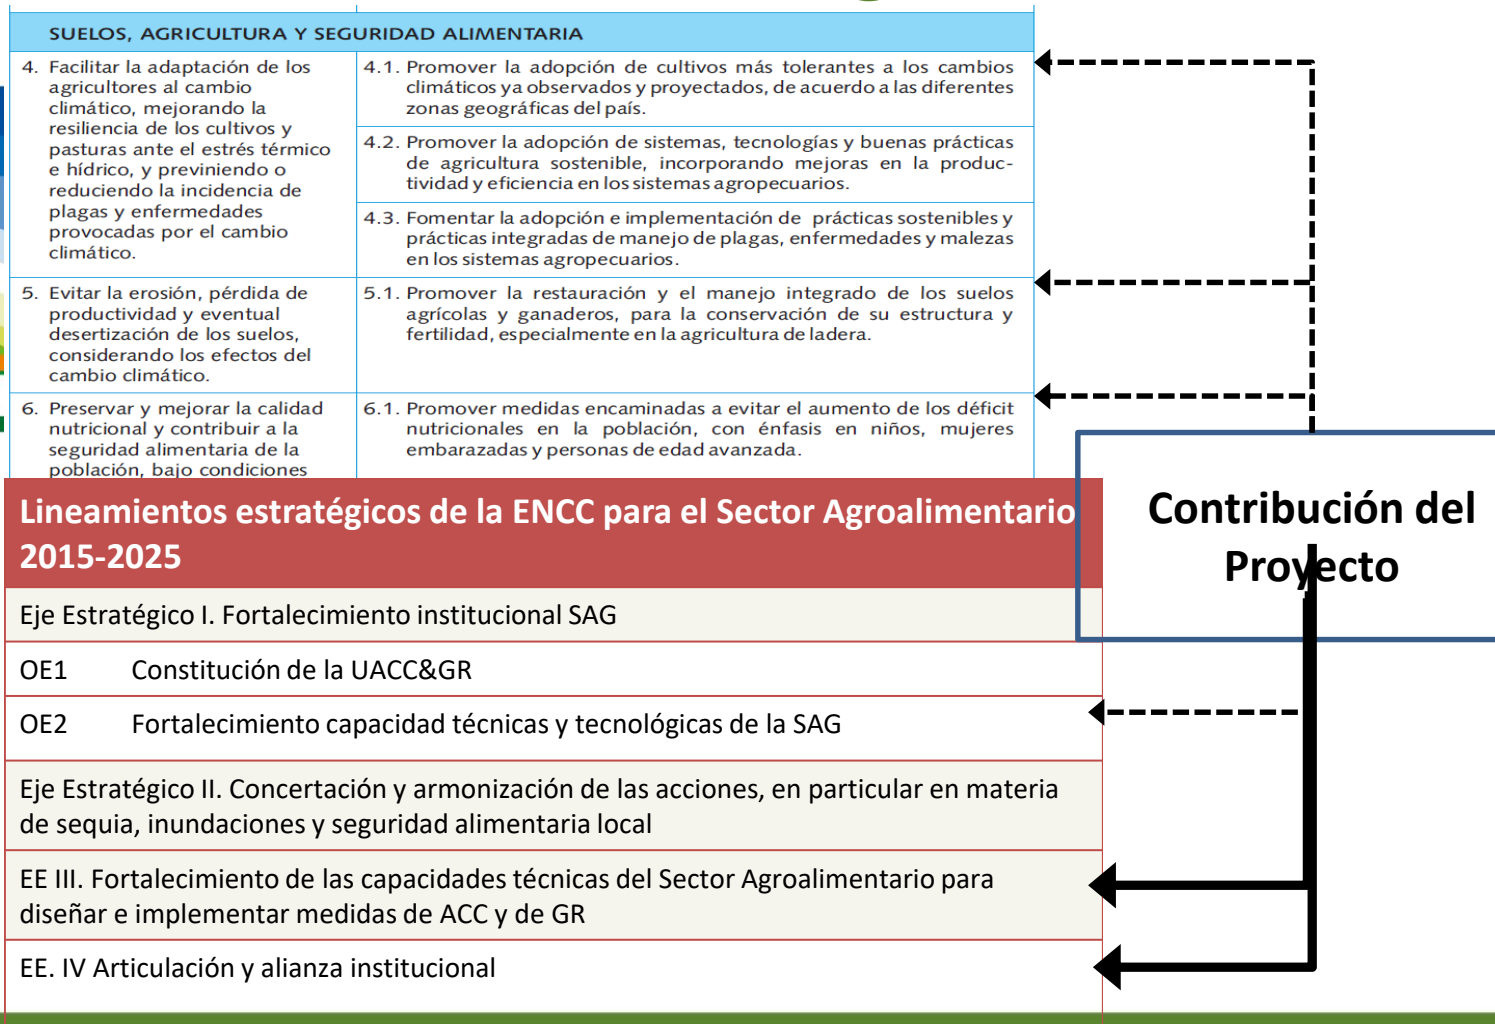 SUELOS, AGRICULTURA Y SEGURIDAD ALIMENTARIA
4. Facilitar la adaptación de los
agricultores al cambio
climático, mejorando la
resiliencia de los cultivos y
pasturas ante el estrés térmico
e hídrico, y previniendo o
reduciendo la incidencia de
plagas y enfermedades
provocadas por el cambio
climático.
4.1. Promover la adopción de cultivos más tolerantes a los cambios
climáticos ya observados y proyectados, de acuerdo a las diferentes
zonas geográficas del país.
4.2. Promover la adopción de sistemas, tecnologías y buenas prácticas
de agricultura sostenible, incorporando mejoras en la produc-
tividad y eficiencia en los sistemas agropecuarios.
4.3. Fomentar la adopción e implementación de prácticas sostenibles y
prácticas integradas de manejo de plagas, enfermedades y malezas
en los sistemas agropecuarios.
5. Evitar la erosión, pérdida de
productividad y eventual
desertización de los suelos,
considerando los efectos del
cambio climático.
5.1. Promover la restauración y el manejo integrado de los suelos
agrícolas y ganaderos, para la conservación de su estructura y
fertilidad, especialmente en la agricultura de ladera.
6. Preservar y mejorar la calidad
nutricional y contribuir a la
seguridad alimentaria de la
población, bajo condiciones
6.1. Promover medidas encaminadas a evitar el aumento de los déficit
nutricionales en la población, con énfasis en niños, mujeres
embarazadas y personas de edad avanzada.
Contribución del
Proyecto
Lineamientos estratégicos de la ENCC para el Sector Agroalimentario
2015-2025
Eje Estratégico I. Fortalecimiento institucional SAG
OE1 Constitución de la UACC&GR
OE2 Fortalecimiento capacidad técnicas y tecnológicas de la SAG
Eje Estratégico II. Concertación y armonización de las acciones, en particular en materia
de sequia, inundaciones y seguridad alimentaria local
EE III. Fortalecimiento de las capacidades técnicas del Sector Agroalimentario para
diseñar e implementar medidas de ACC y de GR
EE. IV Articulación y alianza institucional